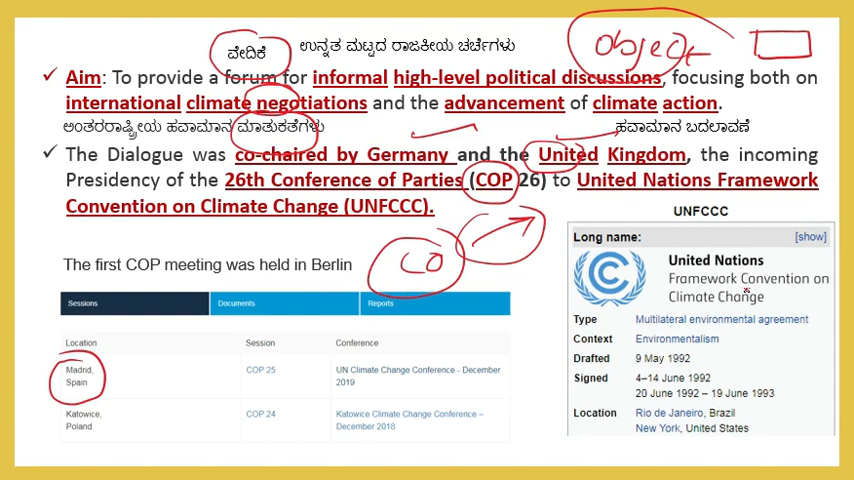 ವೇದಿಕೆ ಉನ್ನತ ಮಟ್ಟದ ರಾಜಕೀಯ ಚರ್ಚೆಗಳು object
✓ Aim: To provide a forum for informal high-level political discussions, focusing both on
international climate negotiations and the advancement of climate action.
ಅಂತರರಾಷ್ಟ್ರೀಯ ಹವಾಮಾನ ಮಾತುಕತೆಗಳು ಹವಾಮಾನ ಬದಲಾವಣೆ
✓ The Dialogue was co-chaired by Germany and the United Kingdom, the incoming
Presidency of the 26th Conference of Parties (COP 26) to United Nations Framework
Convention on Climate Change (UNFCCC).
CO
The first COP meeting was held in Berlin
Sessions Documents Reports
Location Session Conference
Madrid, Spain COP 25 UN Climate Change Conference - December 2019
Katowice, Poland COP 24 Katowice Climate Change Conference – December 2018
UNFCCC
Long name: [show]
United Nations
Framework Convention on
Climate Change
Type Multilateral environmental agreement
Context Environmentalism
Drafted 9 May 1992
Signed 4–14 June 1992
20 June 1992 – 19 June 1993
Location Rio de Janeiro, Brazil
New York, United States